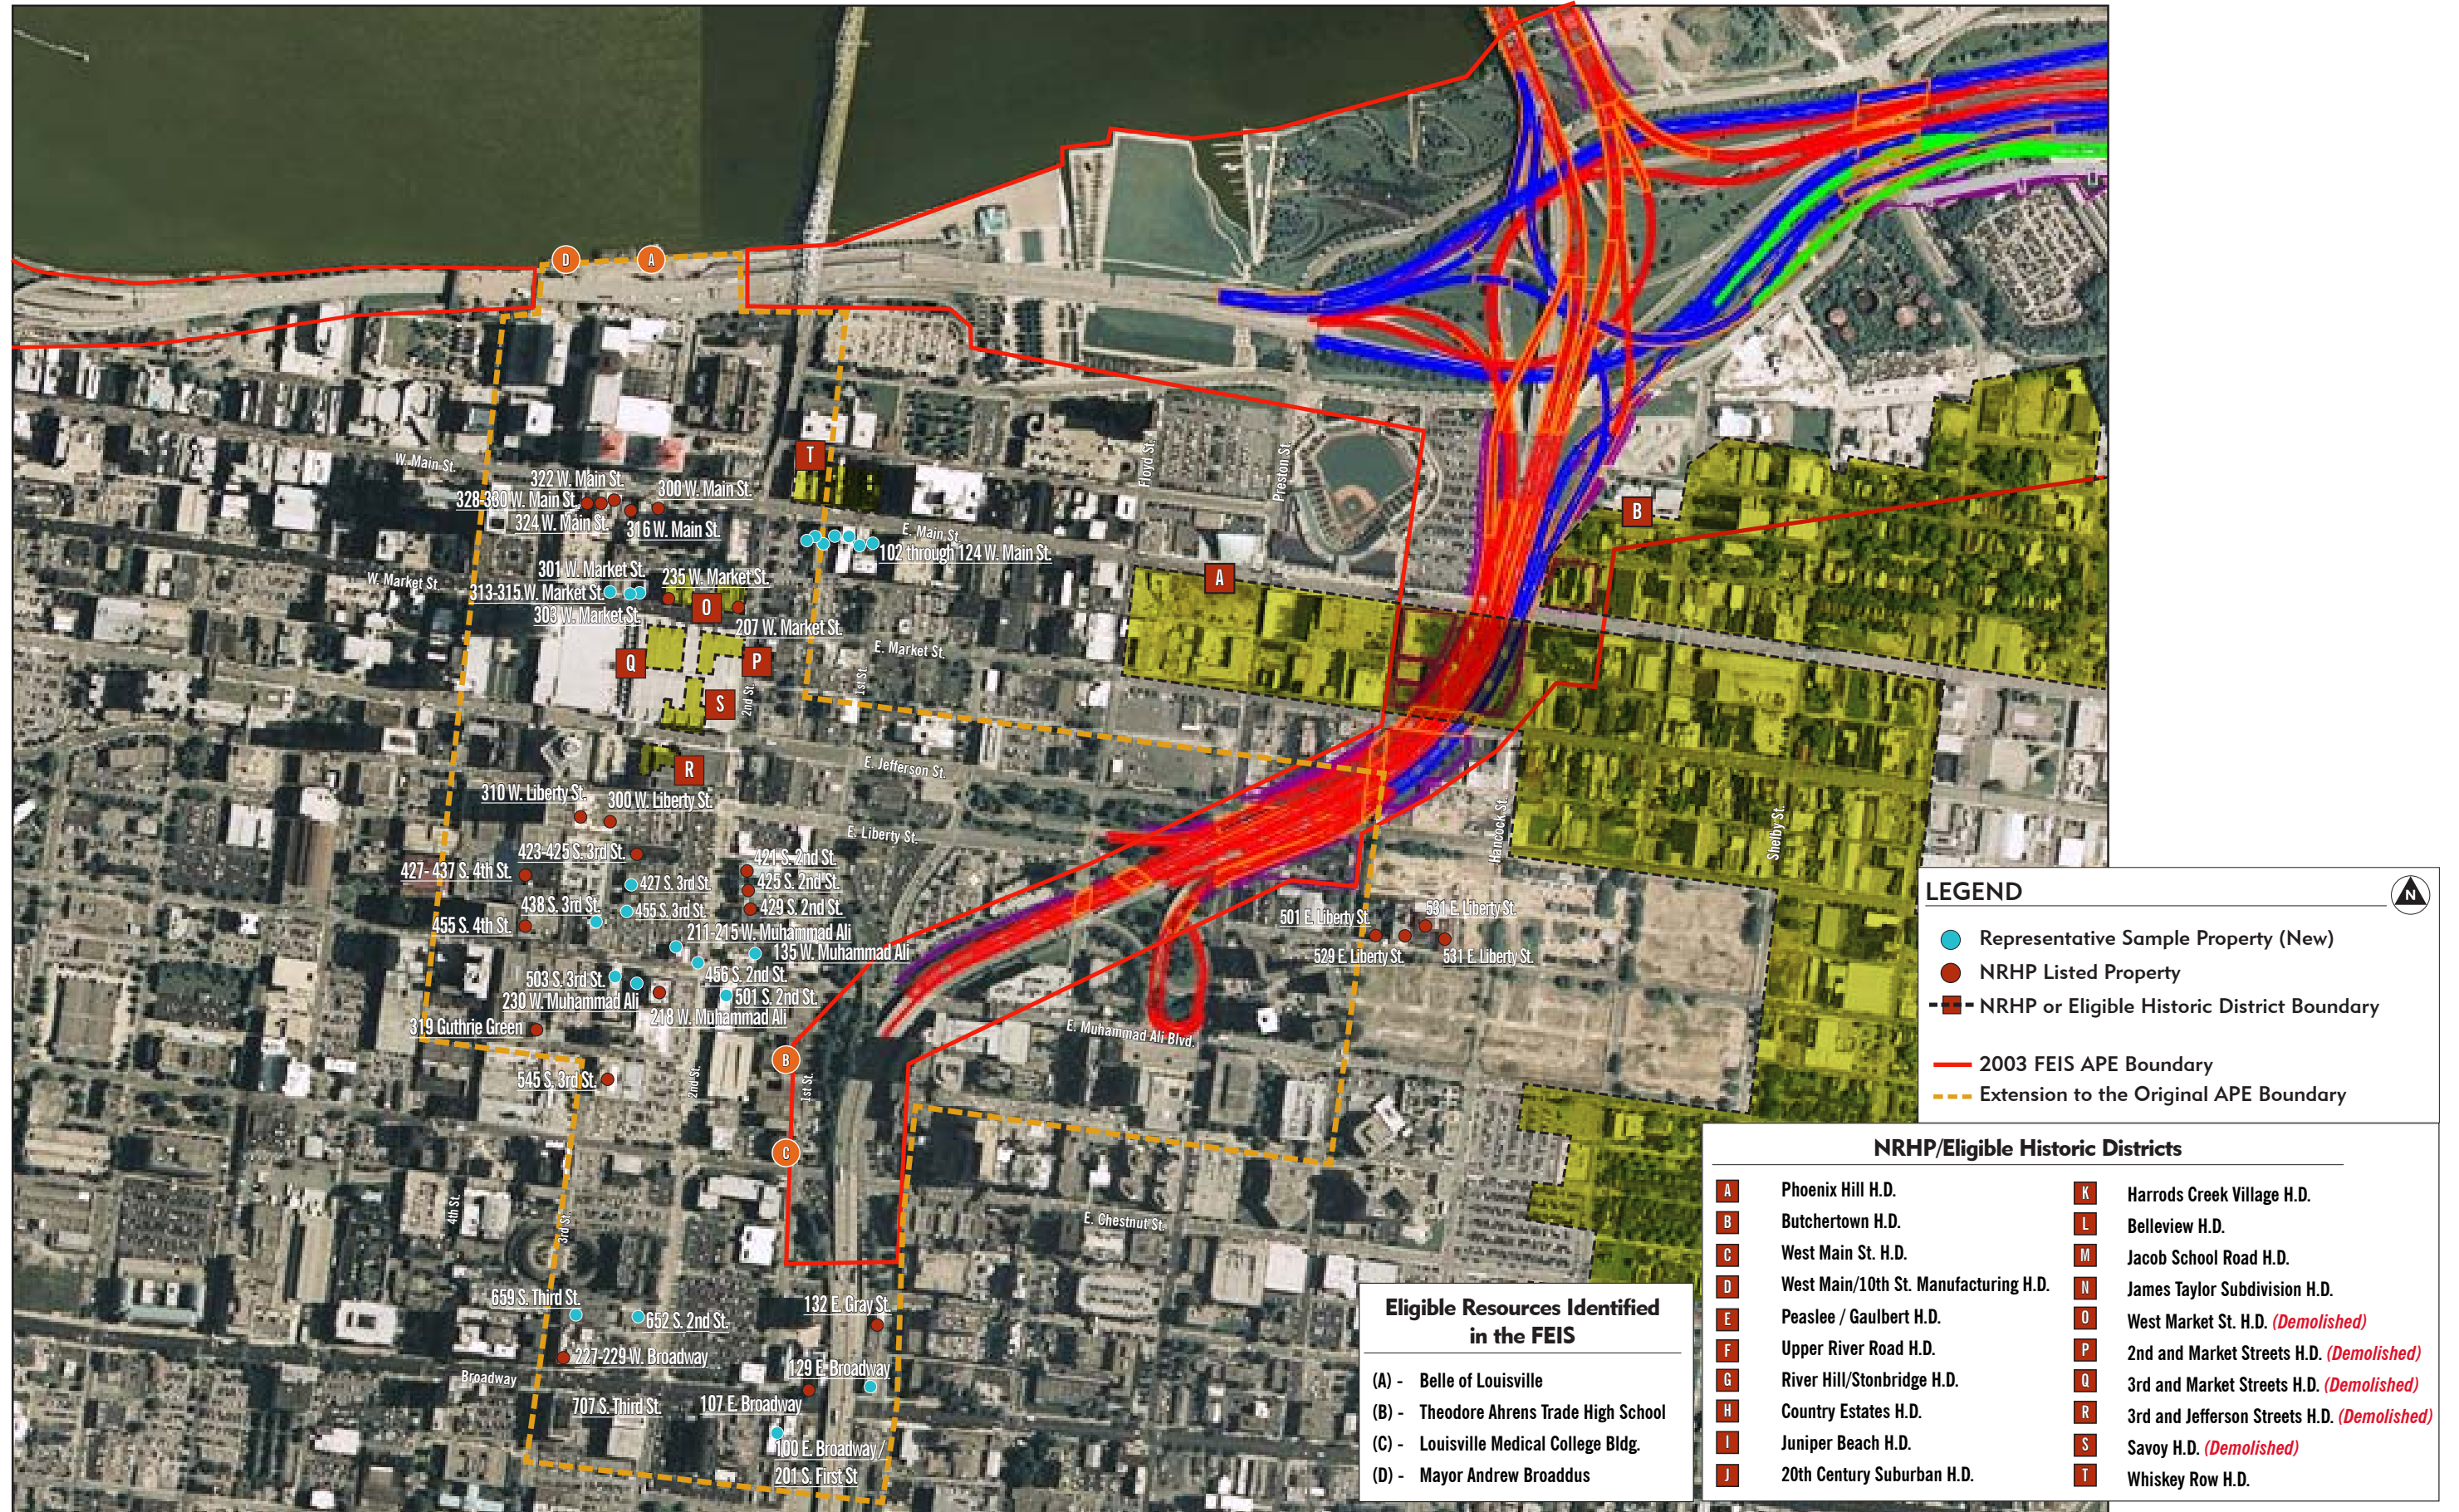 D
A
T
W. Main St.
322 W. Main St.
328-330 W. Main St.
300 W. Main St.
324 W. Main St.
316 W. Main St.
Floyd St.
Preston St.
E. Main St.
102 through 124 W. Main St.
B
W. Market St.
301 W. Market St.
313-315.W. Market St.
303 W. Market St.
235 W. Market St.
O
207 W. Market St.
A
Q
P
S
2nd St.
1st St.
E. Market St.
R
E. Jefferson St.
310 W. Liberty St.
300 W. Liberty St.
E. Liberty St.
Hancock St.
Shelby St.
423-425 S. 3rd St.
427- 437 S. 4th St.
427 S. 3rd St.
421 S. 2nd St.
425 S. 2nd St.
429 S. 2nd St.
438 S. 3rd St.
455 S. 3rd St.
455 S. 4th St.
211-215 W. Muhammad Ali
135 W. Muhammad Ali
456 S. 2nd St.
503 S. 3rd St.
230 W. Muhammad Ali
501 S. 2nd St.
218 W. Muhammad Ali
319 Guthrie Green
501 E. Liberty St.
531 E. Liberty St.
529 E. Liberty St.
531 E. Liberty St.
E. Muhammad Ali Blvd.
B
545 S. 3rd St.
2nd St.
1st St.
C
4th St.
3rd St.
E. Chestnut St.
659 S. Third St.
652 S. 2nd St.
132 E. Gray St.
227-229 W. Broadway
Broadway
129 E. Broadway
707 S. Third St.
107 E. Broadway
100 E. Broadway/
201 S. First St
LEGEND
N
Representative Sample Property (New)
NRHP Listed Property
NRHP or Eligible Historic District Boundary
2003 FEIS APE Boundary
Extension to the Original APE Boundary
Eligible Resources Identified
in the FEIS
(A) - Belle of Louisville
(B) - Theodore Ahrens Trade High School
(C) - Louisville Medical College Bldg.
(D) - Mayor Andrew Broaddus
NRHP/Eligible Historic Districts
A Phoenix Hill H.D.
B Butchertown H.D.
C West Main St. H.D.
D West Main/10th St. Manufacturing H.D.
E Peaslee / Gaulbert H.D.
F Upper River Road H.D.
G River Hill/Stonbridge H.D.
H Country Estates H.D.
I Juniper Beach H.D.
J 20th Century Suburban H.D.
K Harrods Creek Village H.D.
L Belleview H.D.
M Jacob School Road H.D.
N James Taylor Subdivision H.D.
O West Market St. H.D. (Demolished)
P 2nd and Market Streets H.D. (Demolished)
Q 3rd and Market Streets H.D. (Demolished)
R 3rd and Jefferson Streets H.D. (Demolished)
S Savoy H.D. (Demolished)
T Whiskey Row H.D.